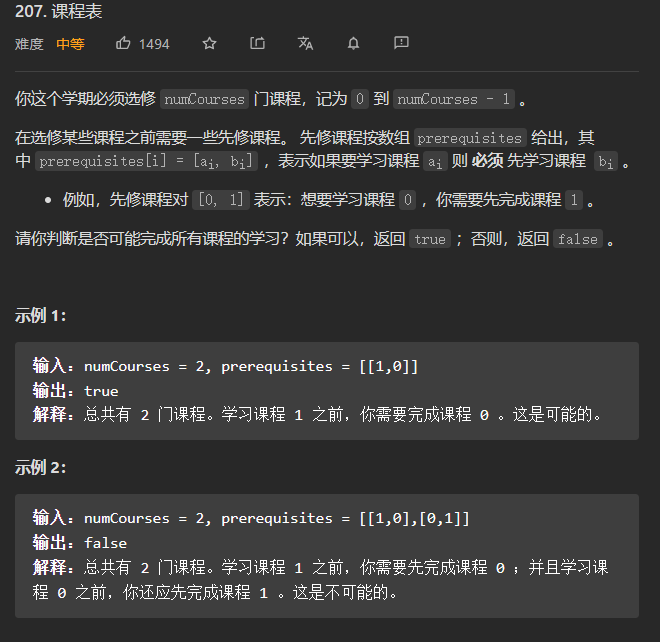 207. 课程表
难度 中等 1494
你这个学期必须选修 numCourses 门课程，记为 0 到 numCourses - 1 。
在选修某些课程之前需要一些先修课程。 先修课程按数组 prerequisites 给出，其
中 prerequisites[i] = [ai, bi] ，表示如果要学习课程 ai 则 必须 先学习课程 bi 。
• 例如，先修课程对 [0, 1] 表示：想要学习课程 0 ，你需要先完成课程 1 。
请你判断是否可能完成所有课程的学习？如果可以，返回 true ；否则，返回 false 。
示例 1：
输入：numCourses = 2, prerequisites = [[1,0]]
输出：true
解释：总共有 2 门课程。学习课程 1 之前，你需要完成课程 0 。这是可能的。
示例 2：
输入：numCourses = 2, prerequisites = [[1,0],[0,1]]
输出：false
解释：总共有 2 门课程。学习课程 1 之前，你需要先完成课程 0 ；并且学习课
程 0 之前，你还应先完成课程 1 。这是不可能的。